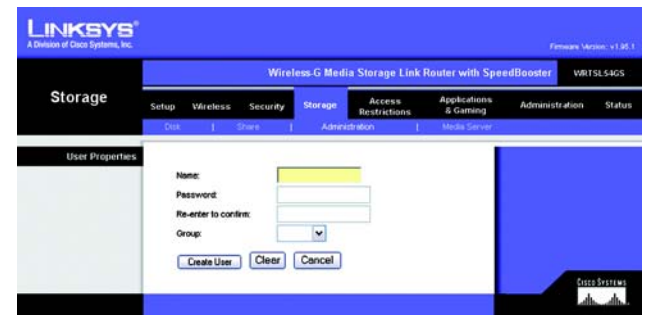 LINKSYS®
A Division of Cisco Systems, Inc.
Firmware Version: v1.95.1
Wireless-G Media Storage Link Router with SpeedBooster WRTSL54GS
Storage
Setup Wireless Security Storage Access Restrictions Applications & Gaming Administration Status
Disk | Share | Administration | Media Server
User Properties
Name:
Password:
Re-enter to confirm:
Group:
Create User Clear Cancel
CISCO SYSTEMS